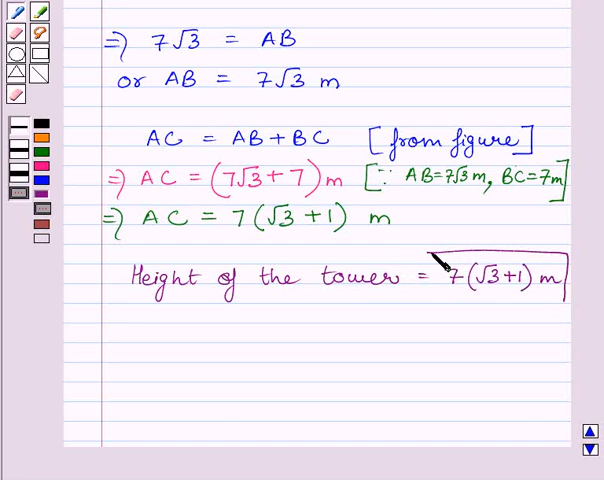 ⇒ 7√3 = AB
or AB = 7√3 m
AC = AB + BC [from figure]
⇒ AC = (7√3 + 7) m [∵ AB = 7√3 m, BC = 7m]
⇒ AC = 7(√3 + 1) m
Height of the tower = 7(√3+1) m